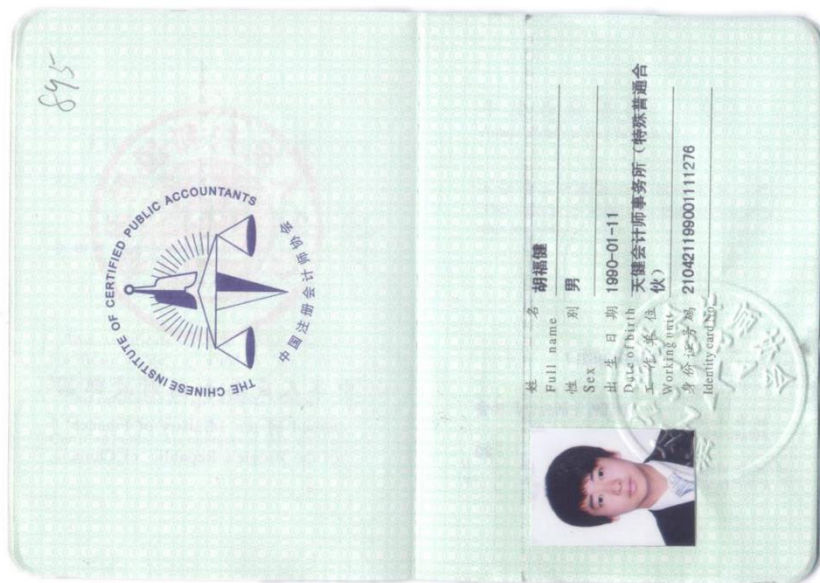 895
THE CHINESE INSTITUTE OF CERTIFIED PUBLIC ACCOUNTANTS
中国注册会计师协会
姓 名 胡福健
Full name
性 别 男
Sex
出 生 日 期 1990-01-11
Date of birth
工 作 单 位 天健会计师事务所（特殊普通合
Working unit 伙）
身份证号码 210421199001111276
Identity card No.